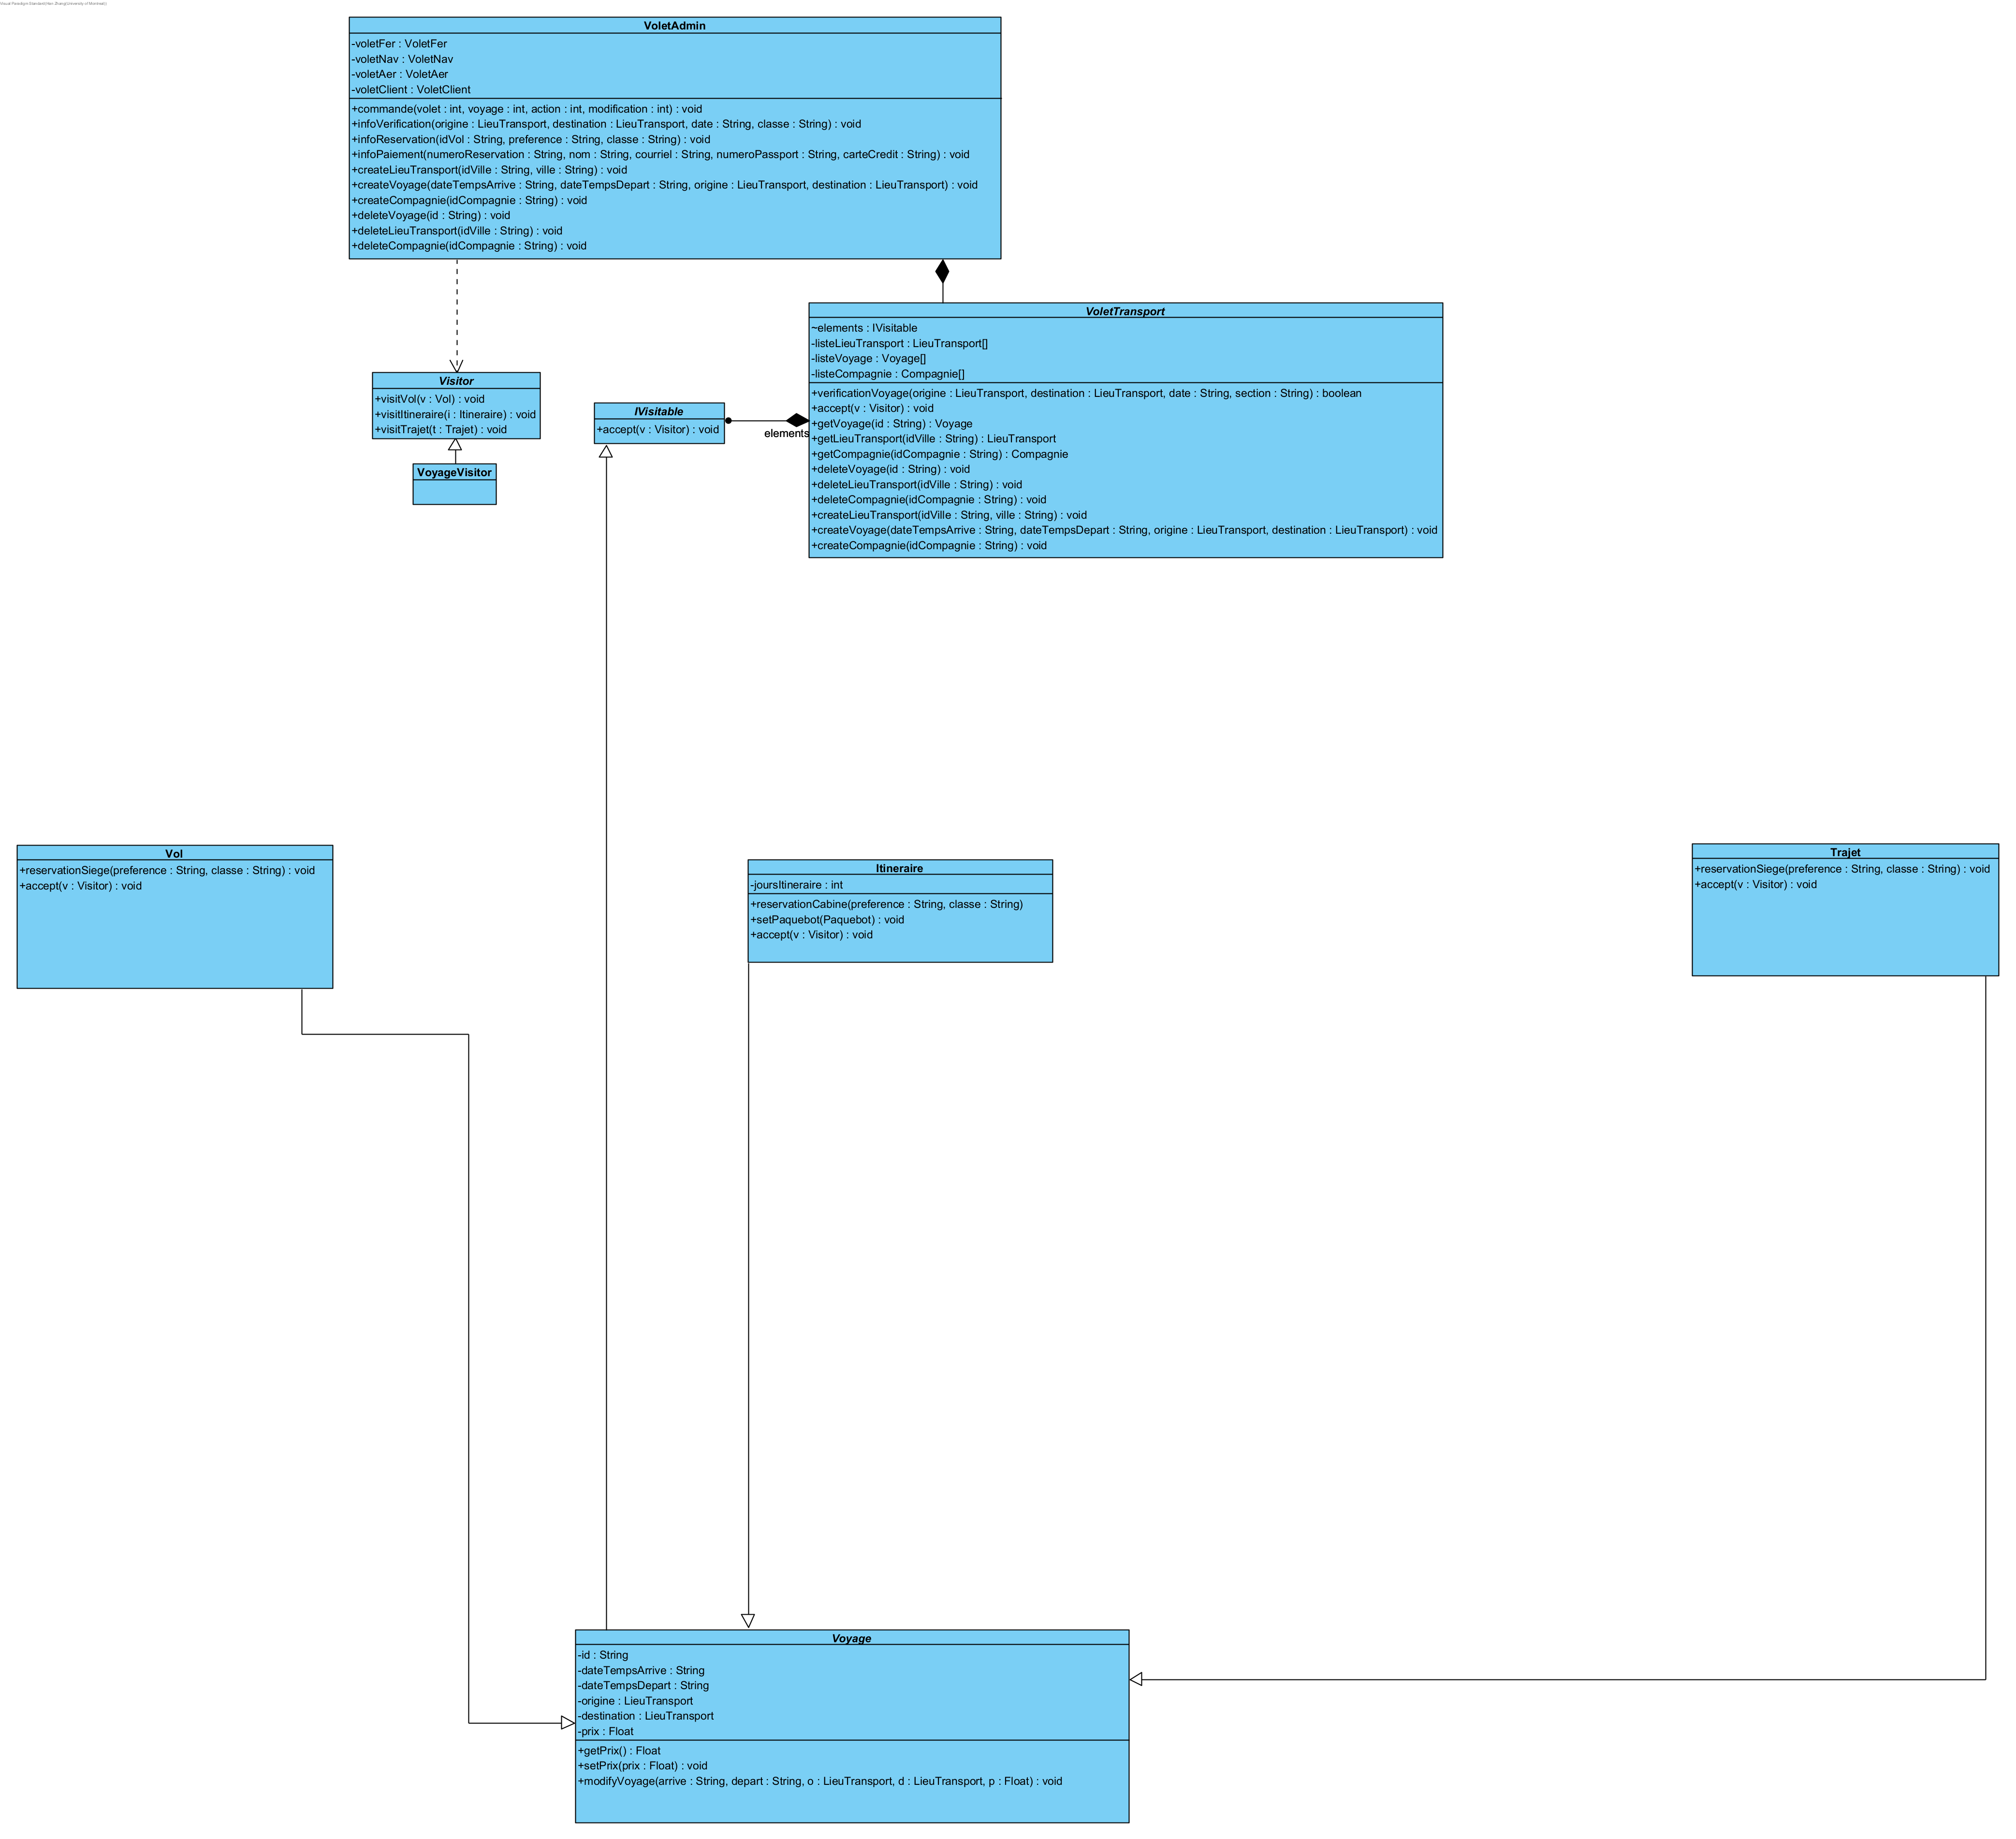 Visual Paradigm Standard(Yan Zhang(University of Montreal))
VoletAdmin
-voletFer : VoletFer
-voletNav : VoletNav
-voletAer : VoletAer
-voletClient : VoletClient
+commande(volet : int, voyage : int, action : int, modification : int) : void
+infoVerification(origine : LieuTransport, destination : LieuTransport, date : String, classe : String) : void
+infoReservation(idVol : String, preference : String, classe : String) : void
+infoPaiement(numeroReservation : String, nom : String, courriel : String, numeroPassport : String, carteCredit : String) : void
+createLieuTransport(idVille : String, ville : String) : void
+createVoyage(dateTempsArrive : String, dateTempsDepart : String, origine : LieuTransport, destination : LieuTransport) : void
+createCompagnie(idCompagnie : String) : void
+deleteVoyage(id : String) : void
+deleteLieuTransport(idVille : String) : void
+deleteCompagnie(idCompagnie : String) : void
VoletTransport
~elements : IVisitable
-listeLieuTransport : LieuTransport[]
-listeVoyage : Voyage[]
-listeCompagnie : Compagnie[]
+verificationVoyage(origine : LieuTransport, destination : LieuTransport, date : String, section : String) : boolean
+accept(v : Visitor) : void
+getVoyage(id : String) : Voyage
+getLieuTransport(idVille : String) : LieuTransport
+getCompagnie(idCompagnie : String) : Compagnie
+deleteVoyage(id : String) : void
+deleteLieuTransport(idVille : String) : void
+deleteCompagnie(idCompagnie : String) : void
+createLieuTransport(idVille : String, ville : String) : void
+createVoyage(dateTempsArrive : String, dateTempsDepart : String, origine : LieuTransport, destination : LieuTransport) : void
+createCompagnie(idCompagnie : String) : void
Visitor
+visitVol(v : Vol) : void
+visitItineraire(i : Itineraire) : void
+visitTrajet(t : Trajet) : void
IVisitable
+accept(v : Visitor) : void
elements
VoyageVisitor
Vol
+reservationSiege(preference : String, classe : String) : void
+accept(v : Visitor) : void
Itineraire
-joursItineraire : int
+reservationCabine(preference : String, classe : String)
+setPaquebot(Paquebot) : void
+accept(v : Visitor) : void
Trajet
+reservationSiege(preference : String, classe : String) : void
+accept(v : Visitor) : void
Voyage
-id : String
-dateTempsArrive : String
-dateTempsDepart : String
-origine : LieuTransport
-destination : LieuTransport
-prix : Float
+getPrix() : Float
+setPrix(prix : Float) : void
+modifyVoyage(arrive : String, depart : String, o : LieuTransport, d : LieuTransport, p : Float) : void